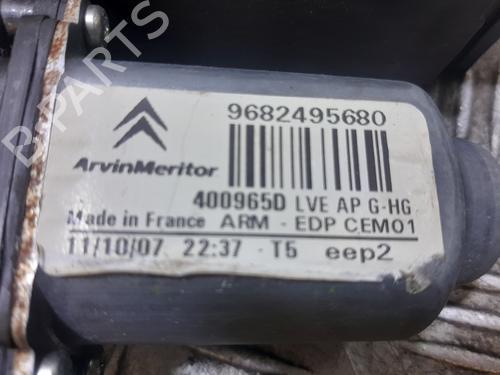 9682495680
ArvinMeritor
400965D LVE AP G-HG
Made in France ARM - EDP CEM01
11/10/07 22:37 - T5 eep2
B-PARTS